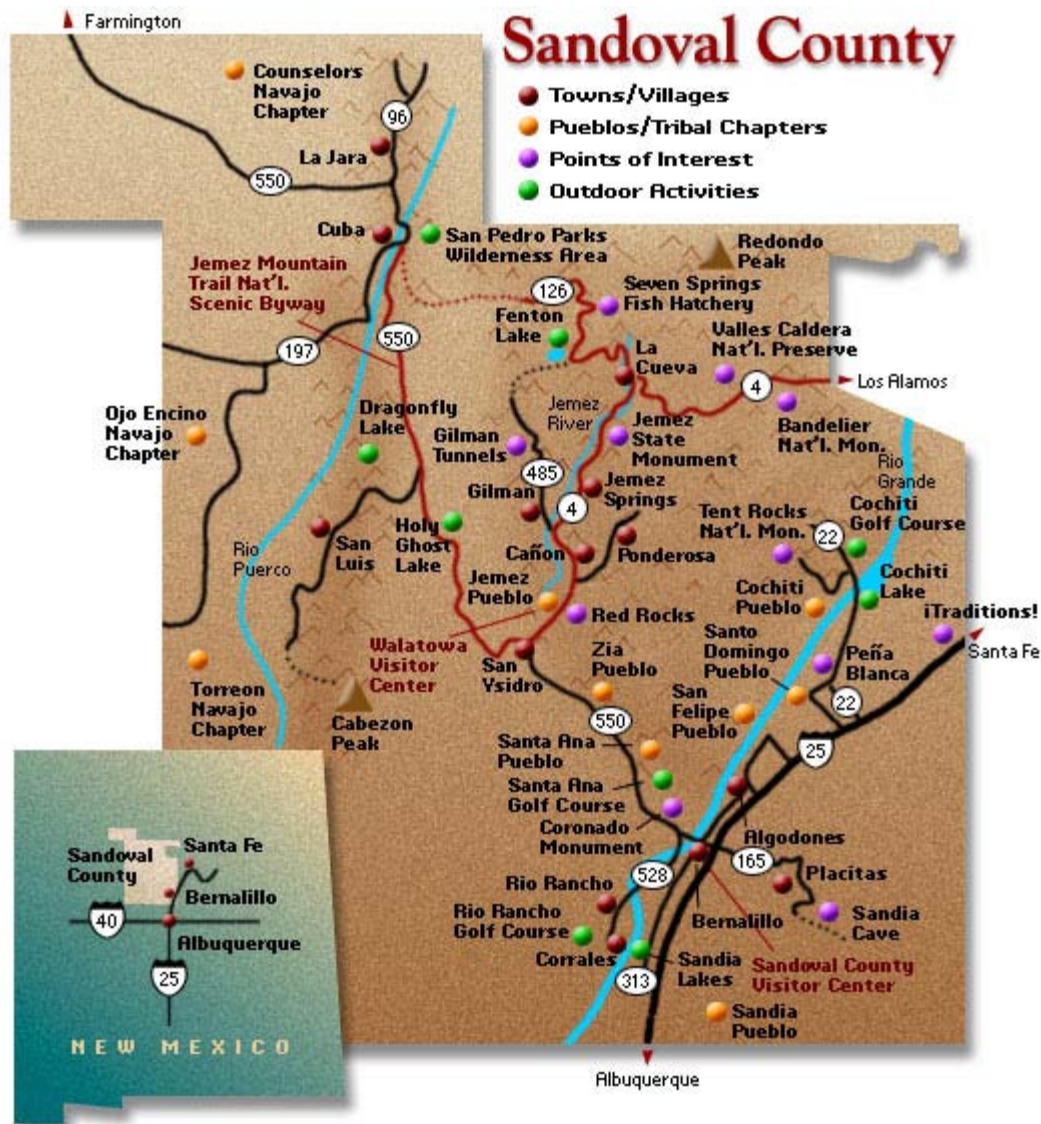 Farmington
Sandoval County
Towns/Villages
Pueblos/Tribal Chapters
Points of Interest
Outdoor Activities
Counselors
Navajo
Chapter
96
La Jara
550
Cuba
San Pedro Parks
Wilderness Area
Redondo
Peak
Jemez Mountain
Trail Nat'l.
Scenic Byway
126
Seven Springs
Fish Hatchery
Fenton
Lake
550
197
La
Cueva
Valles Caldera
Nat'l. Preserve
4
Los Alamos
Ojo Encino
Navajo
Chapter
Dragonfly
Lake
Jemez
River
Gilman
Tunnels
Jemez
State
Monument
Bandelier
Nat'l. Mon.
Rio
Grande
485
Gilman
4
Jemez
Springs
Tent Rocks
Nat'l. Mon.
22
Cochiti
Golf Course
Rio
Puerco
San
Luis
Holy
Ghost
Lake
Cañon
Ponderosa
Jemez
Pueblo
Red Rocks
Cochiti
Pueblo
Cochiti
Lake
¡Traditions!
Santa Fe
Walatowa
Visitor
Center
San
Ysidro
Zia
Pueblo
Santo
Domingo
Pueblo
Peña
Blanca
22
Torreon
Navajo
Chapter
Cabezon
Peak
550
San
Felipe
Pueblo
25
Santa Ana
Pueblo
Santa Ana
Golf Course
Coronado
Monument
Algodones
165
Placitas
528
Rio Rancho
Bernalillo
Sandia
Cave
Rio Rancho
Golf Course
Corrales
313
Sandia
Lakes
Sandoval County
Visitor Center
Sandia
Pueblo
Albuquerque
Sandoval
County
Santa Fe
Bernalillo
40
Albuquerque
25
NEW MEXICO